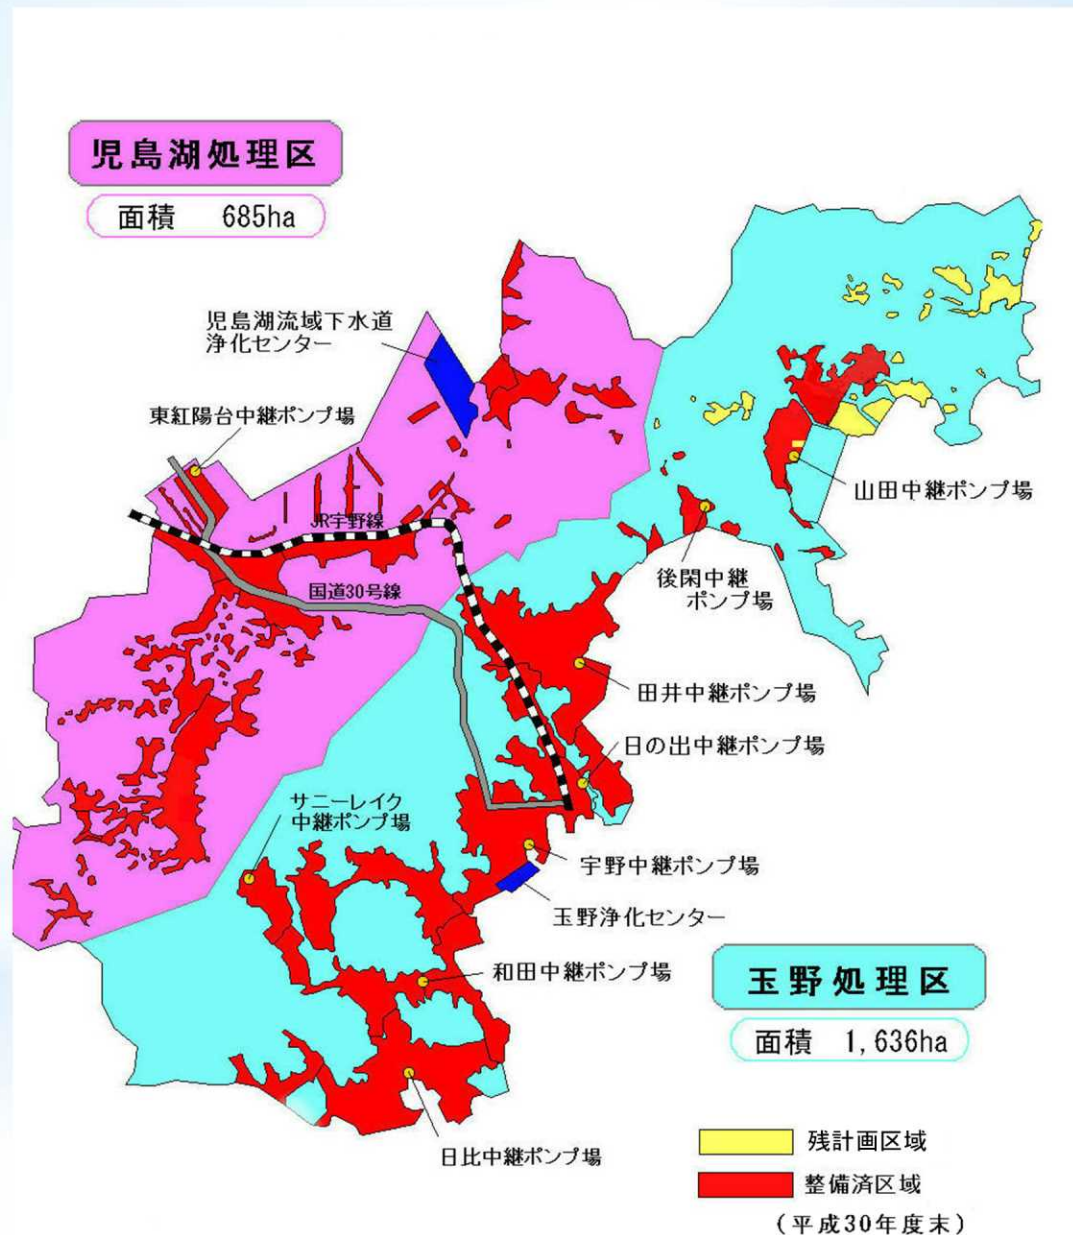 児島湖処理区
面積 685ha
児島湖流域下水道
浄化センター
東紅陽台中継ポンプ場
JR宇野線
国道30号線
山田中継ポンプ場
後閑中継
ポンプ場
田井中継ポンプ場
日の出中継ポンプ場
サニーレイク
中継ポンプ場
宇野中継ポンプ場
玉野浄化センター
和田中継ポンプ場
玉野処理区
面積 1,636ha
日比中継ポンプ場
残計画区域
整備済区域
(平成30年度末)